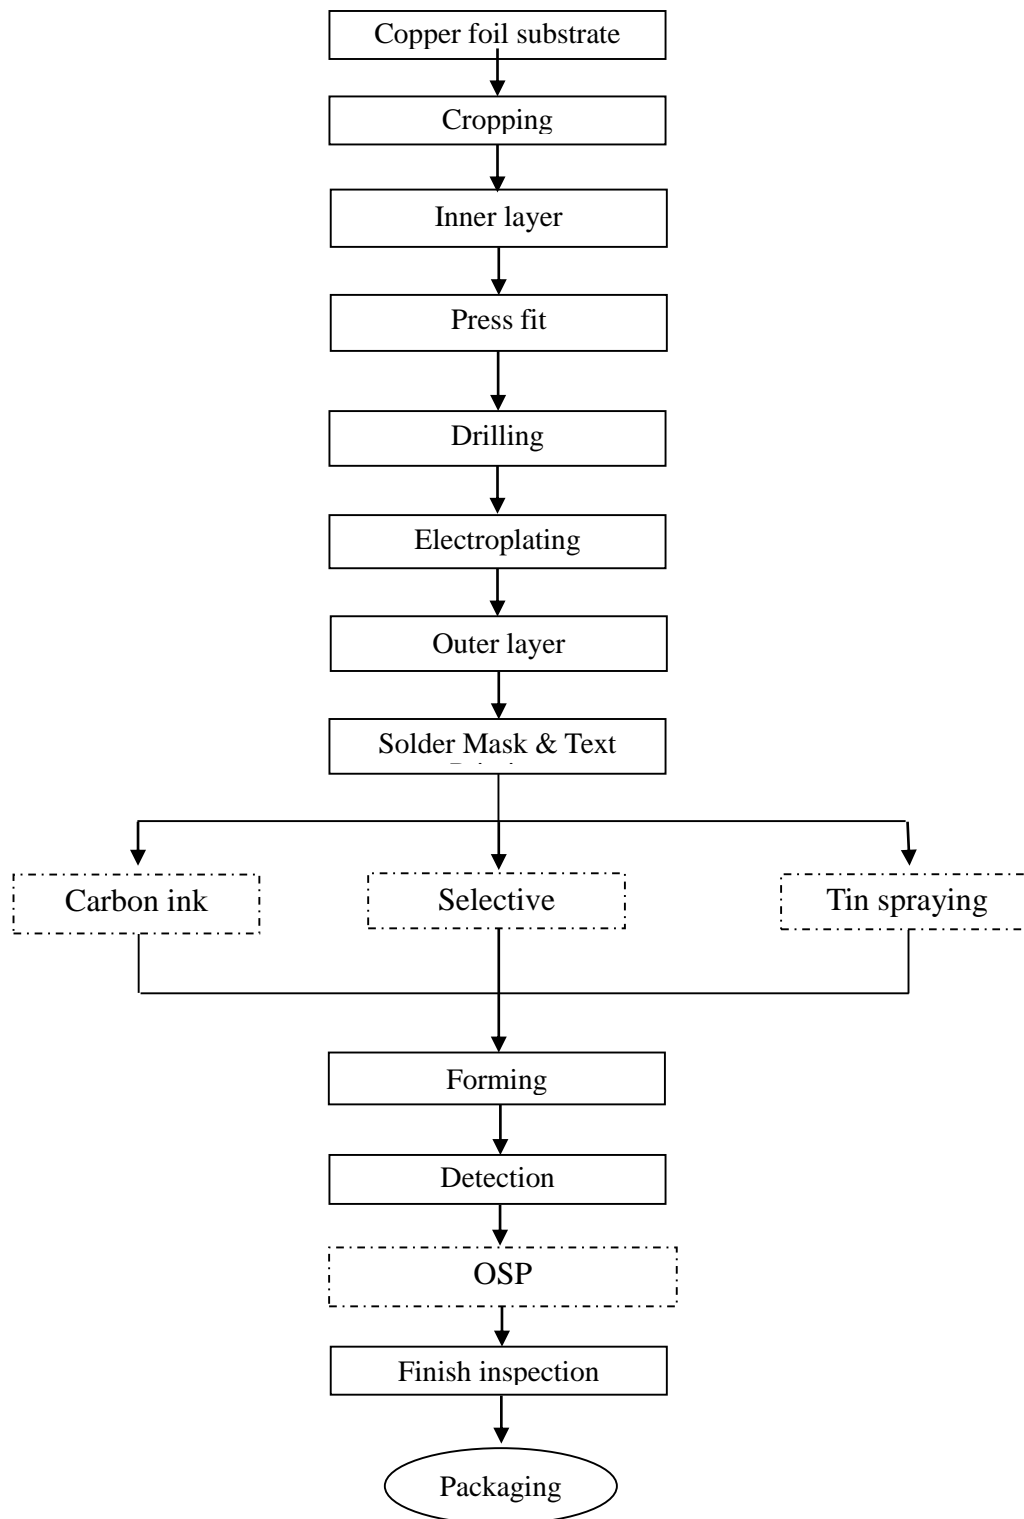 Copper foil substrate
Cropping
Inner layer
Press fit
Drilling
Electroplating
Outer layer
Solder Mask & Text
Carbon ink
Selective
Tin spraying
Forming
Detection
OSP
Finish inspection
Packaging